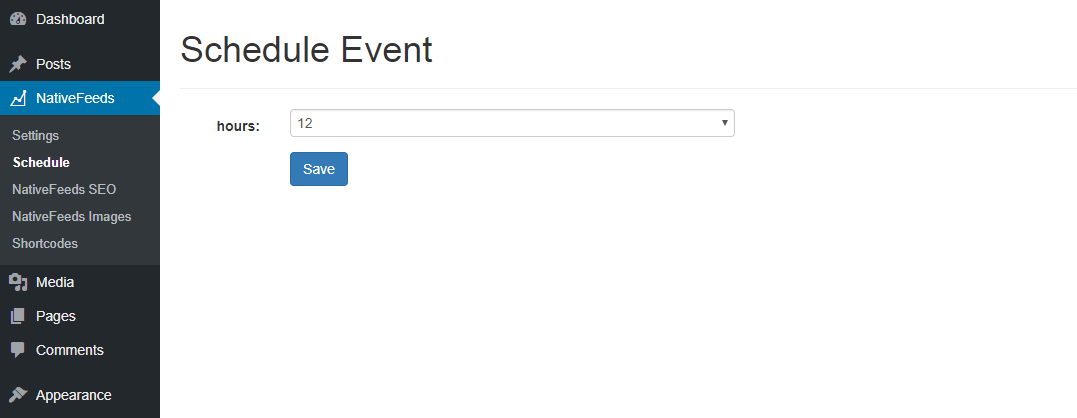 Dashboard
Posts
NativeFeeds
Settings
Schedule
NativeFeeds SEO
NativeFeeds Images
Shortcodes
Media
Pages
Comments
Appearance
Schedule Event
hours: 12
Save